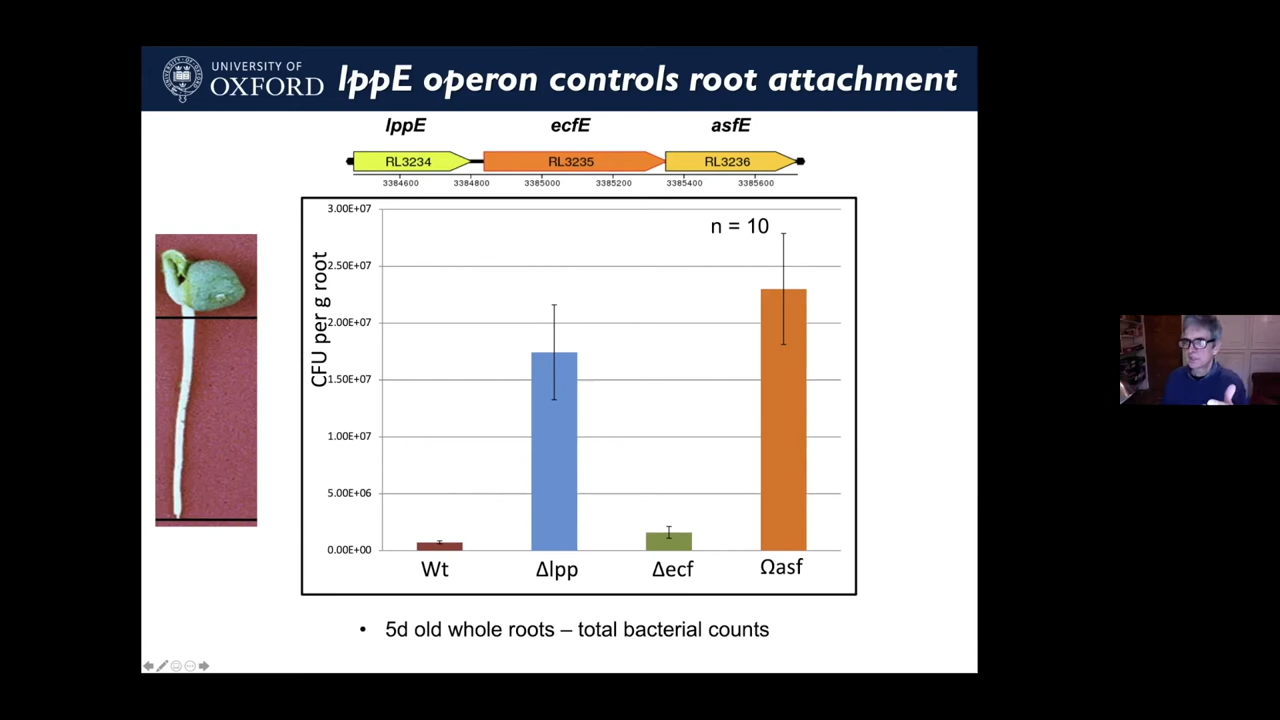 UNIVERSITY OF
OXFORD
lppE operon controls root attachment
lppE ecfE asfE
RL3234 RL3235 RL3236
3384600 3384800 3385000 3385200 3385400 3385600
3.00E+07
n = 10
2.50E+07
2.00E+07
1.50E+07
1.00E+07
5.00E+06
0.00E+00
CFU per g root
Wt Δlpp Δecf Ωasf
• 5d old whole roots – total bacterial counts